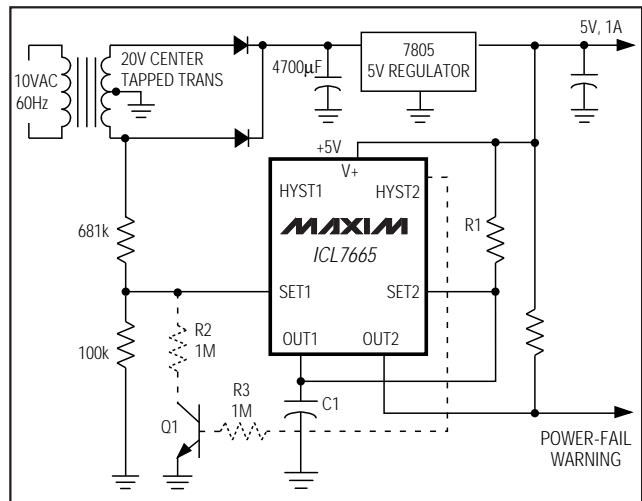 10VAC
60Hz
20V CENTER
TAPPED TRANS
4700µF
7805
5V REGULATOR
5V, 1A
+5V
V+
HYST1
HYST2
MAXIM
ICL7665
R1
681k
SET1
SET2
100k
R2
1M
OUT1
OUT2
R3
1M
C1
Q1
POWER-FAIL
WARNING